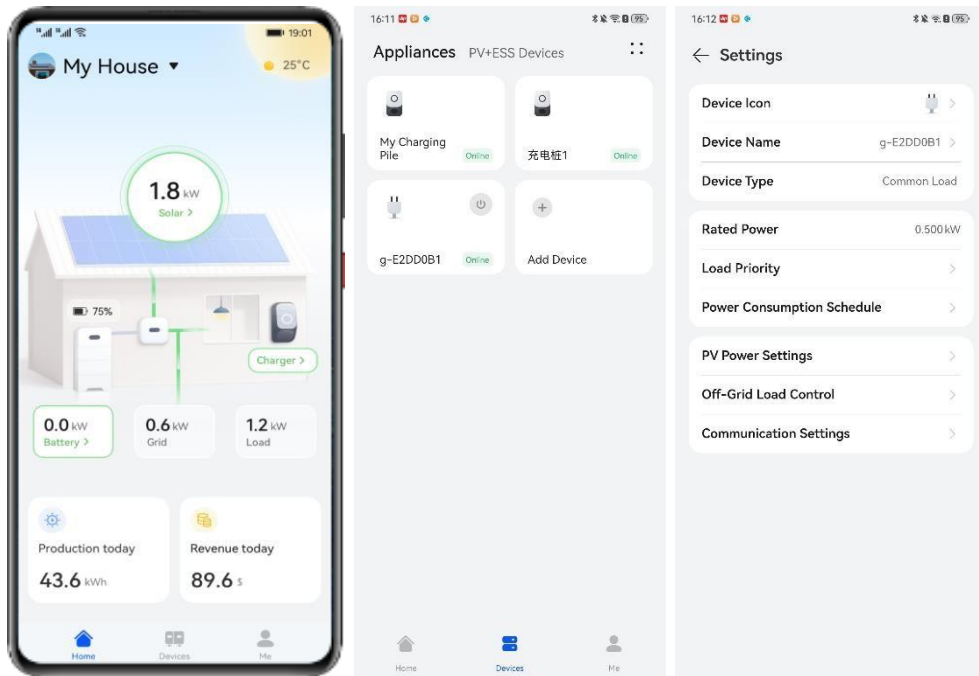 19:01
My House
25°C
1.8 kW
Solar >
75%
Charger >
0.0 kW
Battery >
0.6 kW
Grid
1.2 kW
Load
Production today
43.6 kWh
Revenue today
89.6 $
Home
Devices
Me
16:11
95
Appliances PV+ESS Devices
My Charging
Pile
Online
充电桩1
Online
g-E2DD0B1
Online
Add Device
Home
Devices
Me
16:12
95
Settings
Device Icon
Device Name g-E2DD0B1
Device Type Common Load
Rated Power 0.500 kW
Load Priority
Power Consumption Schedule
PV Power Settings
Off-Grid Load Control
Communication Settings